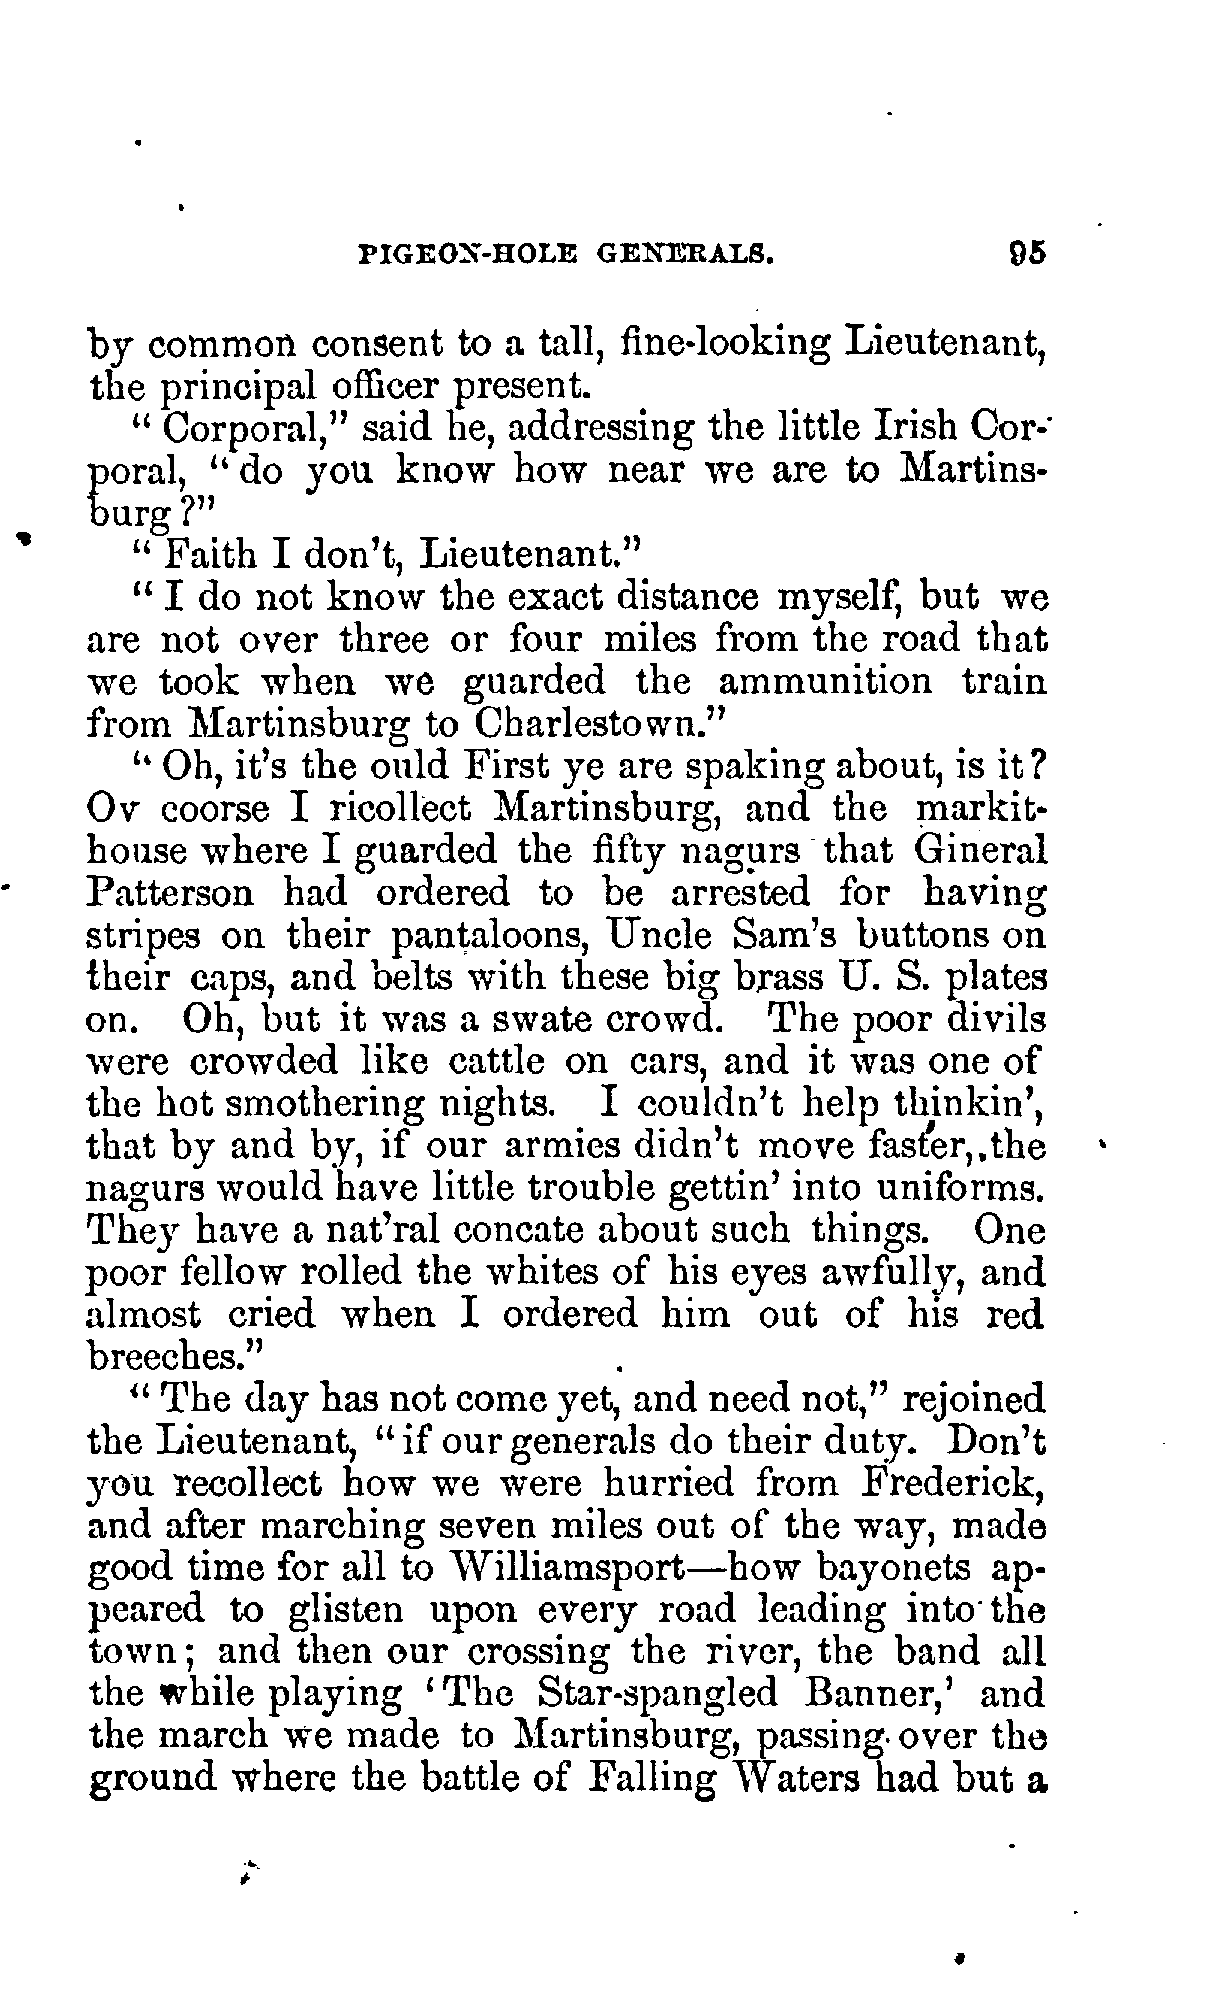 PIGEON-HOLE GENERALS. 95
by common consent to a tall, fine-looking Lieutenant,
the principal officer present.
" Corporal," said he, addressing the little Irish Cor-
poral, " do you know how near we are to Martins-
burg ?"
" Faith I don't, Lieutenant."
" I do not know the exact distance myself, but we
are not over three or four miles from the road that
we took when we guarded the ammunition train
from Martinsburg to Charlestown."
" Oh, it's the ould First ye are spaking about, is it?
Ov coorse I ricollect Martinsburg, and the markit-
house where I guarded the fifty nagurs that Gineral
Patterson had ordered to be arrested for having
stripes on their pantaloons, Uncle Sam's buttons on
their caps, and belts with these big brass U. S. plates
on. Oh, but it was a swate crowd. The poor divils
were crowded like cattle on cars, and it was one of
the hot smothering nights. I couldn't help thinkin',
that by and by, if our armies didn't move faster, the
nagurs would have little trouble gettin' into uniforms.
They have a nat'ral concate about such things. One
poor fellow rolled the whites of his eyes awfully, and
almost cried when I ordered him out of his red
breeches."
" The day has not come yet, and need not," rejoined
the Lieutenant, " if our generals do their duty. Don't
you recollect how we were hurried from Frederick,
and after marching seven miles out of the way, made
good time for all to Williamsport—how bayonets ap-
peared to glisten upon every road leading into the
town; and then our crossing the river, the band all
the while playing ' The Star-spangled Banner,' and
the march we made to Martinsburg, passing over the
ground where the battle of Falling Waters had but a